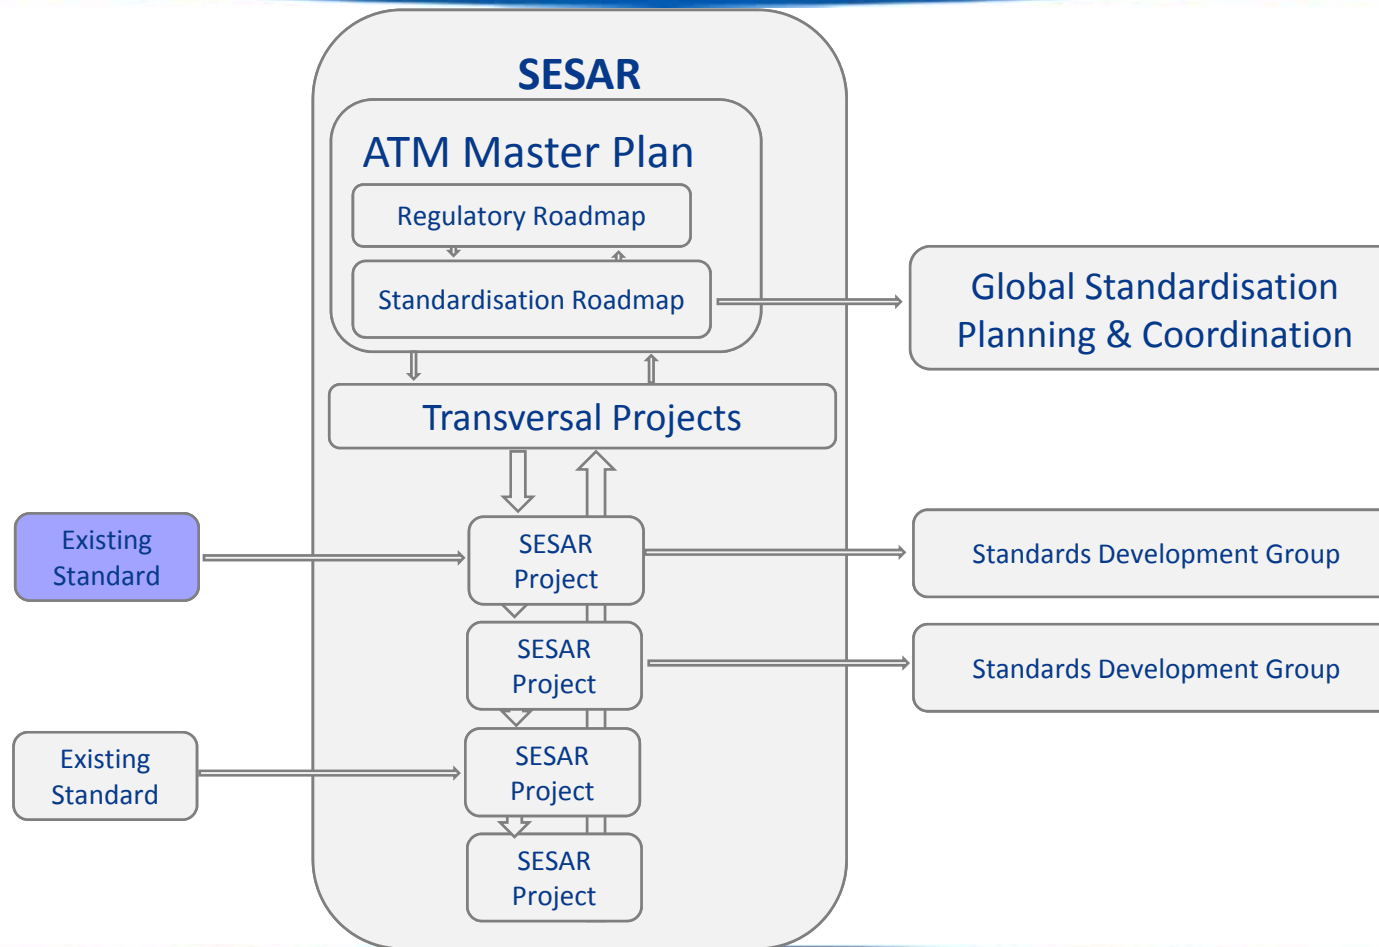 SESAR
ATM Master Plan
Regulatory Roadmap
Standardisation Roadmap
Global Standardisation
Planning & Coordination
Transversal Projects
Existing
Standard
SESAR
Project
Standards Development Group
SESAR
Project
Standards Development Group
Existing
Standard
SESAR
Project
SESAR
Project